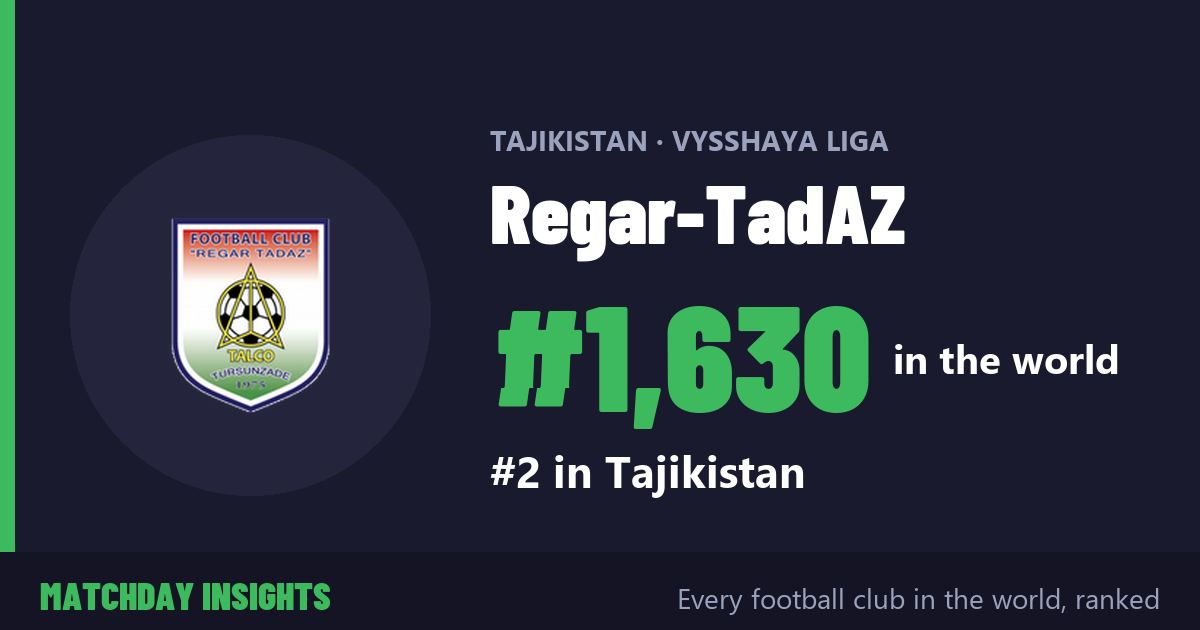 TAJIKISTAN · VYSSHAYA LIGA
Regar-TadAZ
FOOTBALL CLUB
"REGAR TADAZ"
TALCO
TURSUNZADE
1975
#1,630 in the world
#2 in Tajikistan
MATCHDAY INSIGHTS
Every football club in the world, ranked